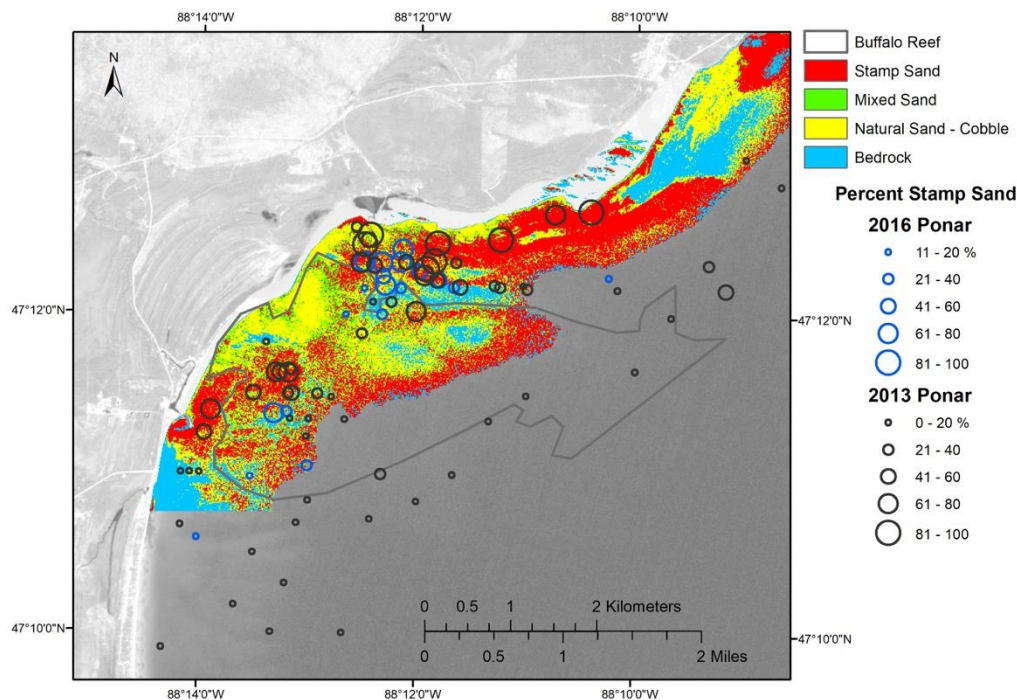 88°14'0"W
88°12'0"W
88°10'0"W
N
47°12'0"N
47°12'0"N
47°10'0"N
47°10'0"N
0 0.5 1 2 Kilometers
0 0.5 1 2 Miles
88°14'0"W
88°12'0"W
88°10'0"W
Buffalo Reef
Stamp Sand
Mixed Sand
Natural Sand - Cobble
Bedrock
Percent Stamp Sand
2016 Ponar
11 - 20 %
21 - 40
41 - 60
61 - 80
81 - 100
2013 Ponar
0 - 20 %
21 - 40
41 - 60
61 - 80
81 - 100